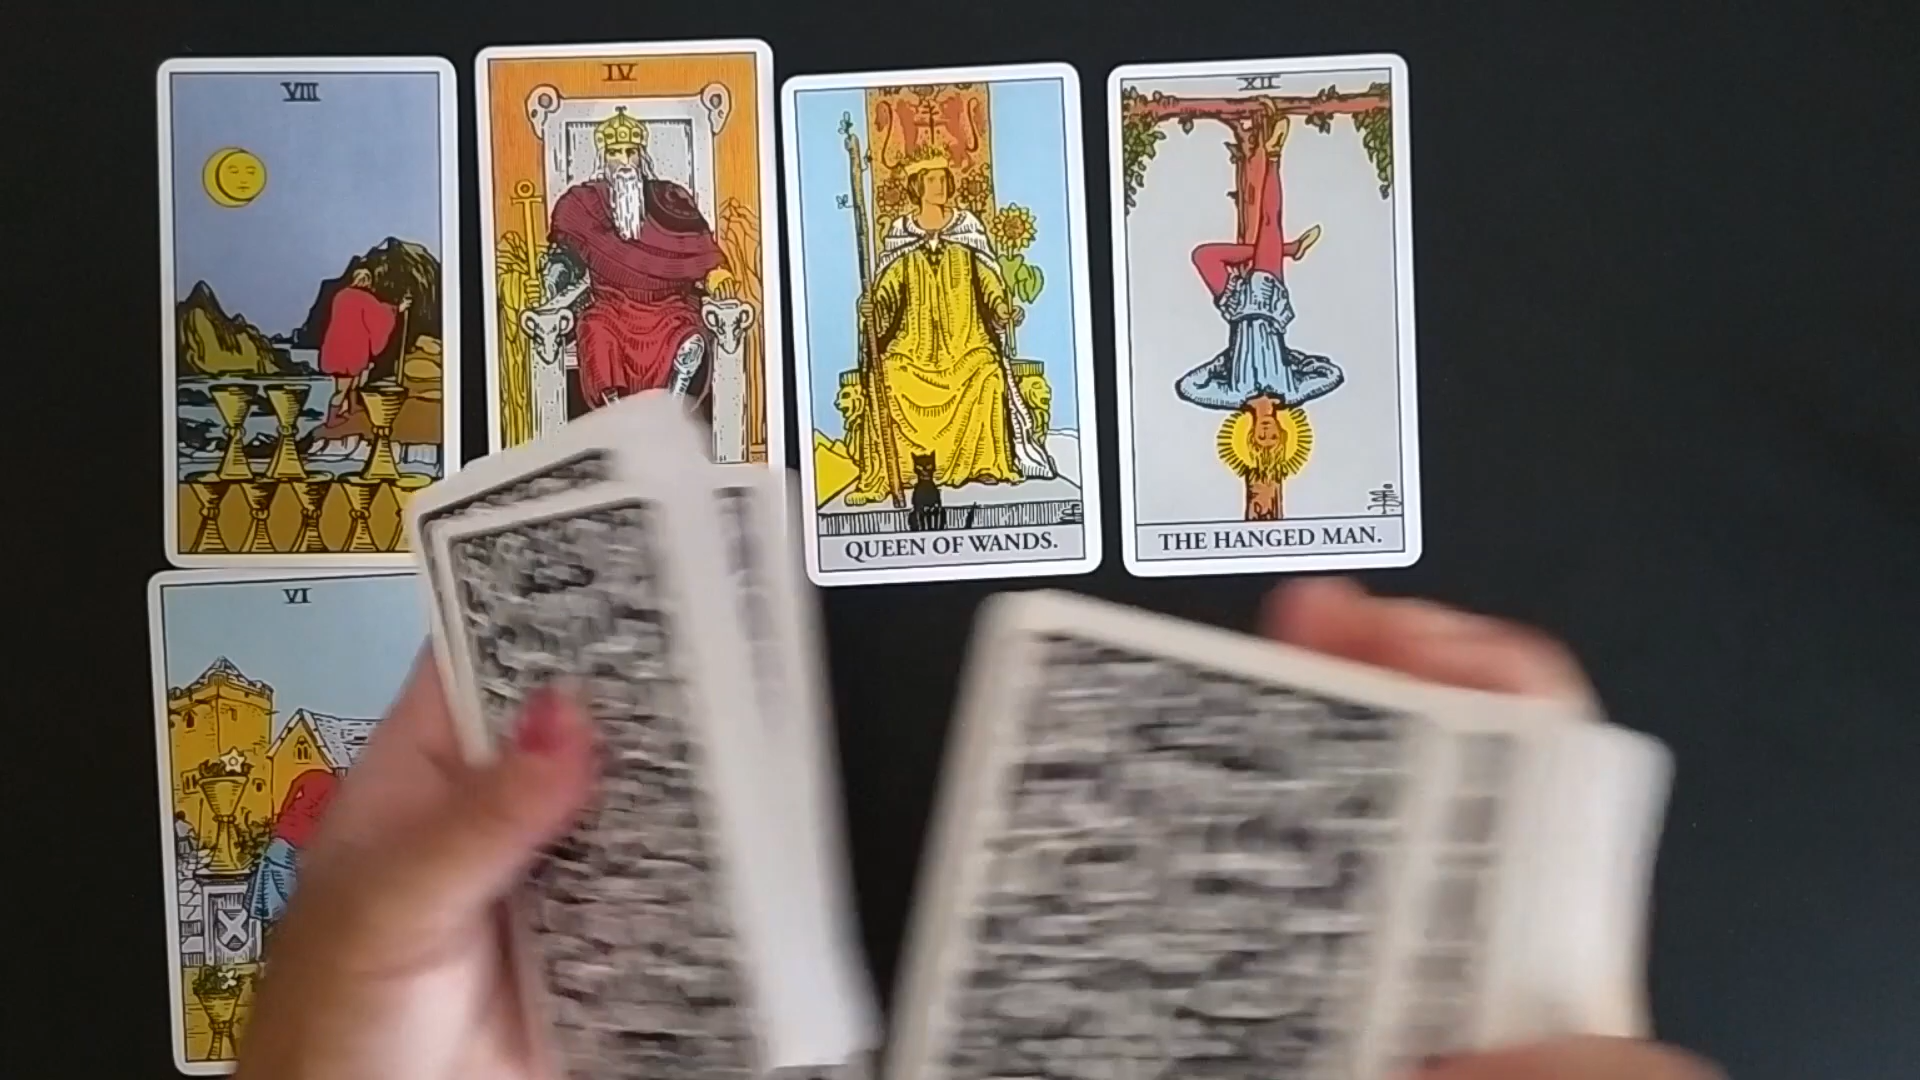 VIII
IV
XII
QUEEN OF WANDS.
THE HANGED MAN.
VI